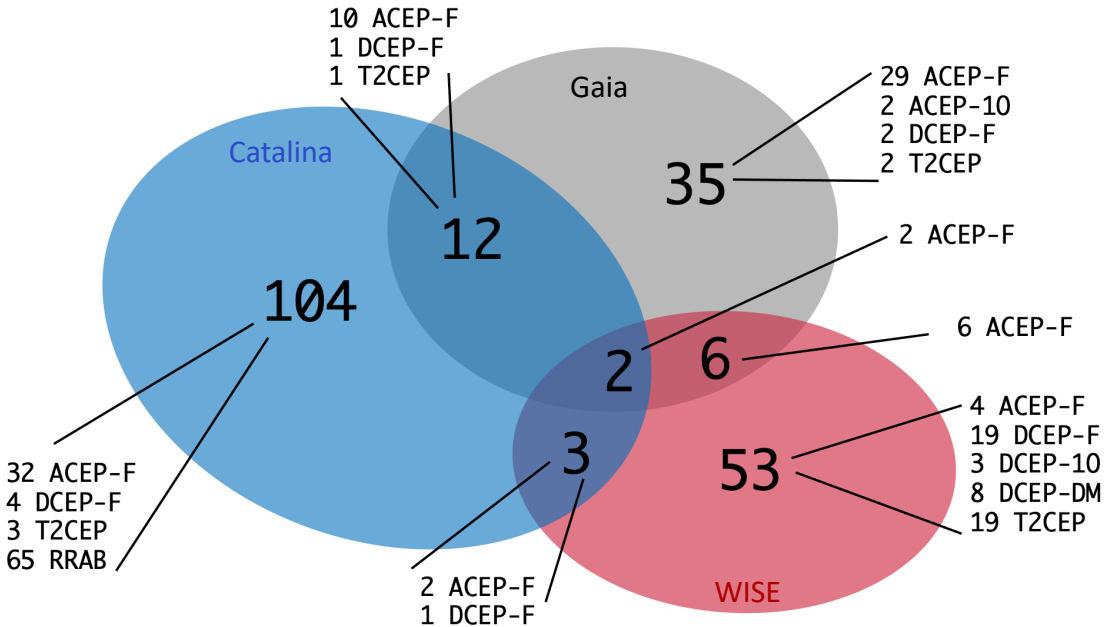 10 ACEP-F
1 DCEP-F
1 T2CEP
Gaia
29 ACEP-F
2 ACEP-1O
2 DCEP-F
2 T2CEP
Catalina
35
12
2 ACEP-F
104
2
6
6 ACEP-F
3
53
4 ACEP-F
19 DCEP-F
3 DCEP-1O
8 DCEP-DM
19 T2CEP
32 ACEP-F
4 DCEP-F
3 T2CEP
65 RRAB
2 ACEP-F
1 DCEP-F
WISE